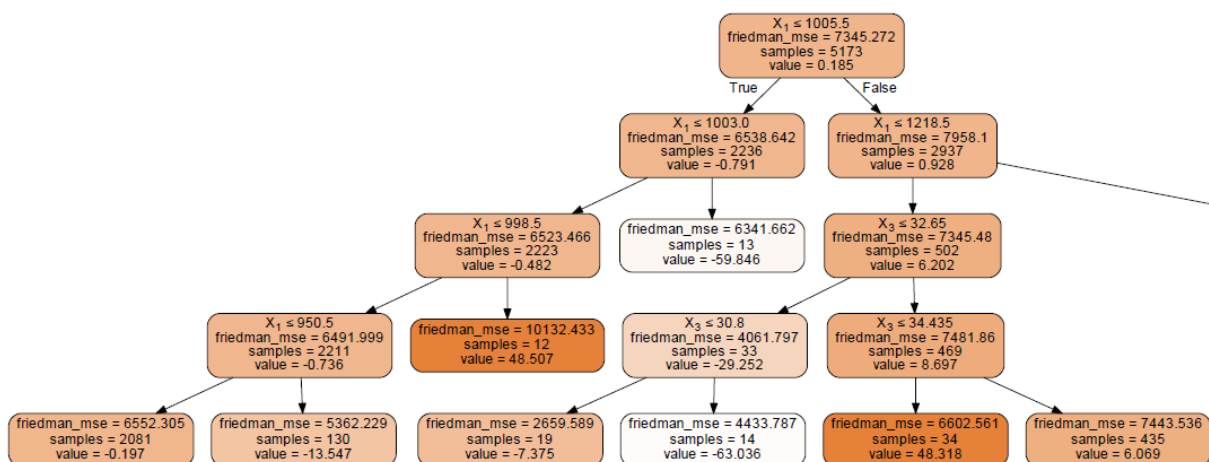 X1 ≤ 1005.5
friedman_mse = 7345.272
samples = 5173
value = 0.185
True
False
X1 ≤ 1003.0
friedman_mse = 6538.642
samples = 2236
value = -0.791
X1 ≤ 1218.5
friedman_mse = 7958.1
samples = 2937
value = 0.928
X1 ≤ 998.5
friedman_mse = 6523.466
samples = 2223
value = -0.482
friedman_mse = 6341.662
samples = 13
value = -59.846
X3 ≤ 32.65
friedman_mse = 7345.48
samples = 502
value = 6.202
X1 ≤ 950.5
friedman_mse = 6491.999
samples = 2211
value = -0.736
friedman_mse = 10132.433
samples = 12
value = 48.507
X3 ≤ 30.8
friedman_mse = 4061.797
samples = 33
value = -29.252
X3 ≤ 34.435
friedman_mse = 7481.86
samples = 469
value = 8.697
friedman_mse = 6552.305
samples = 2081
value = -0.197
friedman_mse = 5362.229
samples = 130
value = -13.547
friedman_mse = 2659.589
samples = 19
value = -7.375
friedman_mse = 4433.787
samples = 14
value = -63.036
friedman_mse = 6602.561
samples = 34
value = 48.318
friedman_mse = 7443.536
samples = 435
value = 6.069